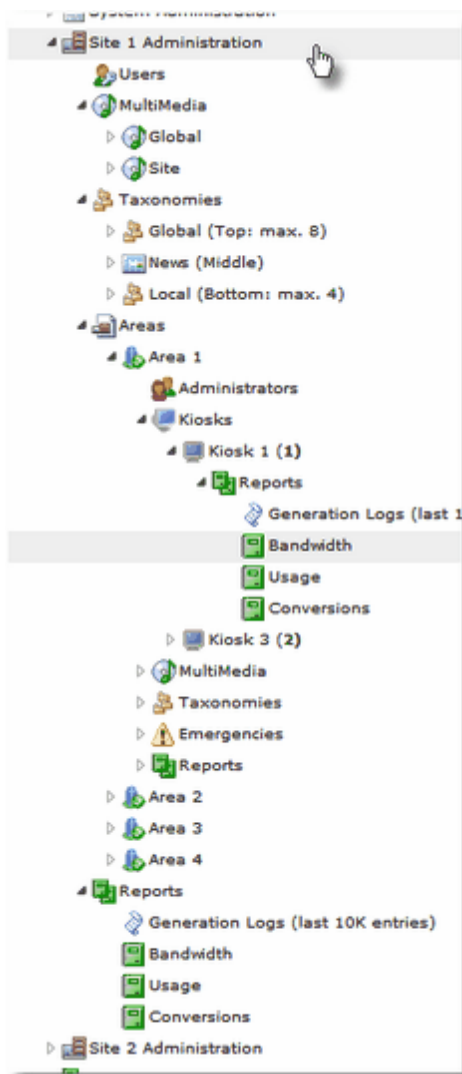 System Administration
Site 1 Administration
Users
MultiMedia
Global
Site
Taxonomies
Global (Top: max. 8)
News (Middle)
Local (Bottom: max. 4)
Areas
Area 1
Administrators
Kiosks
Kiosk 1 (1)
Reports
Generation Logs (last 1
Bandwidth
Usage
Conversions
Kiosk 3 (2)
MultiMedia
Taxonomies
Emergencies
Reports
Area 2
Area 3
Area 4
Reports
Generation Logs (last 10K entries)
Bandwidth
Usage
Conversions
Site 2 Administration